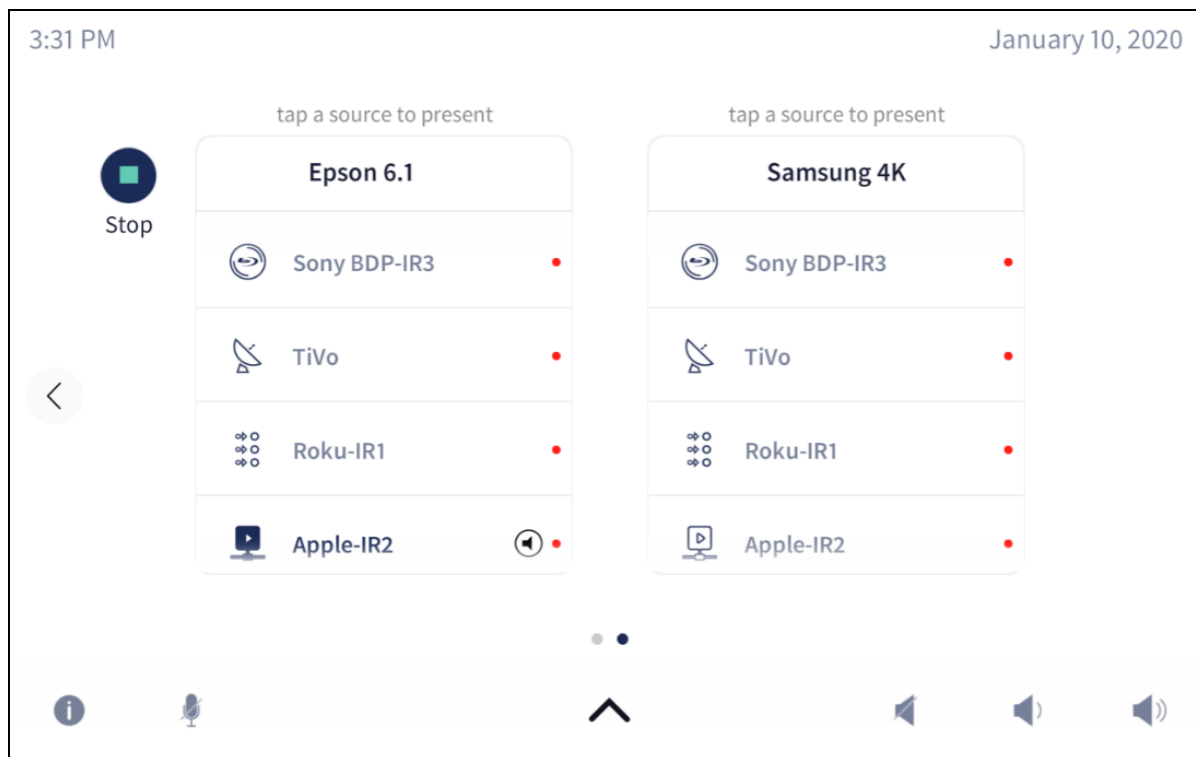 3:31 PM
January 10, 2020
tap a source to present
tap a source to present
Stop
Epson 6.1
Sony BDP-IR3
TiVo
Roku-IR1
Apple-IR2
Samsung 4K
Sony BDP-IR3
TiVo
Roku-IR1
Apple-IR2